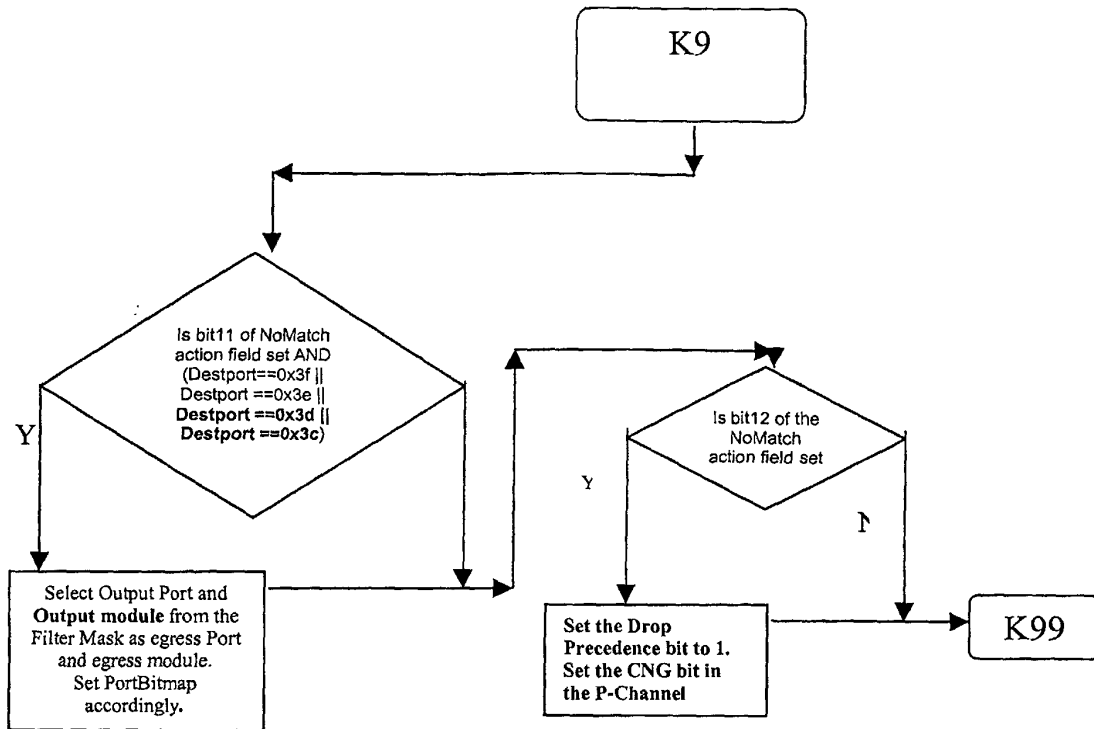 K9
Is bit11 of NoMatch
action field set AND
(Destport==0x3f ||
Destport ==0x3e ||
Destport ==0x3d ||
Destport ==0x3c)
Y
Select Output Port and
Output module from the
Filter Mask as egress Port
and egress module.
Set PortBitmap
accordingly.
Is bit12 of the
NoMatch
action field set
Y
Set the Drop
Precedence bit to 1.
Set the CNG bit in
the P-Channel
K99